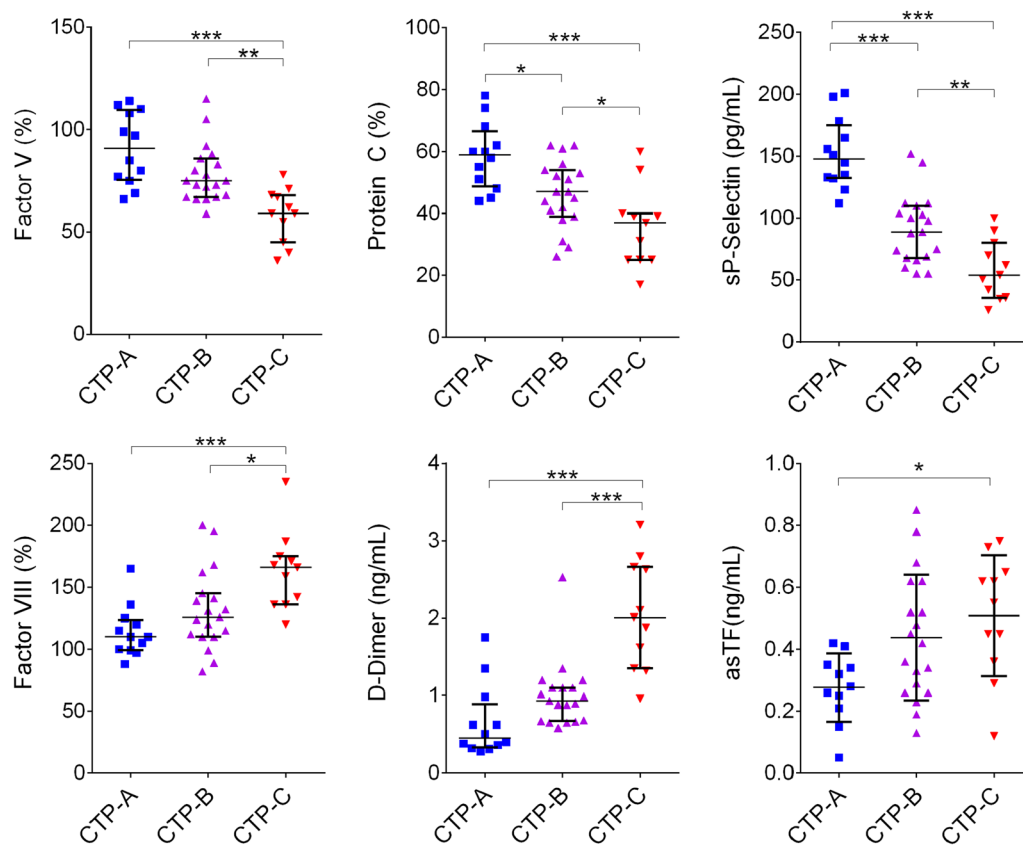 Factor V (%)
150
100
50
0
***
**
CTP-A
CTP-B
CTP-C
Protein C (%)
100
80
60
40
20
0
***
*
*
CTP-A
CTP-B
CTP-C
sP-Selectin (pg/mL)
250
200
150
100
50
0
***
***
**
CTP-A
CTP-B
CTP-C
Factor VIII (%)
250
200
150
100
50
0
***
*
CTP-A
CTP-B
CTP-C
D-Dimer (ng/mL)
4
3
2
1
0
***
***
CTP-A
CTP-B
CTP-C
asTF(ng/mL)
1.0
0.8
0.6
0.4
0.2
0.0
*
CTP-A
CTP-B
CTP-C